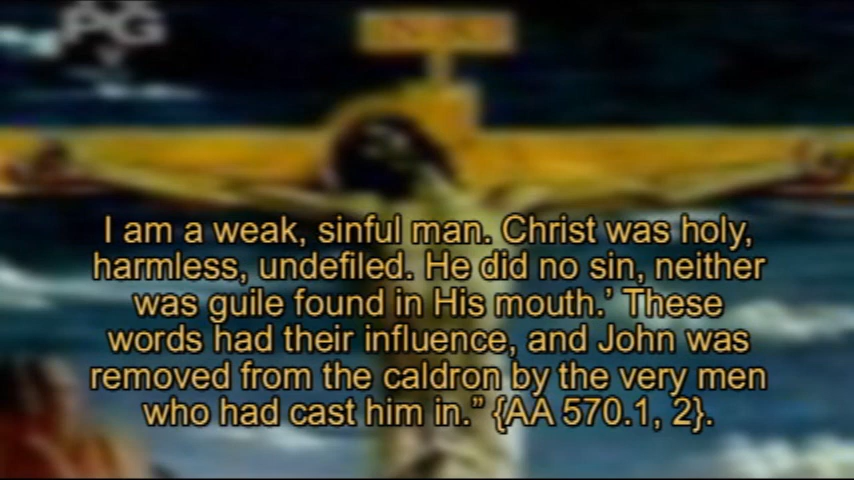 PG
I am a weak, sinful man. Christ was holy,
harmless, undefiled. He did no sin, neither
was guile found in His mouth.’ These
words had their influence, and John was
removed from the caldron by the very men
who had cast him in.” {AA 570.1, 2}.